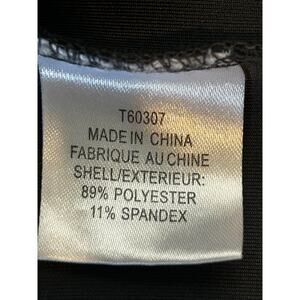 T60307
MADE IN CHINA
FABRIQUE AU CHINE
SHELL/EXTERIEUR:
89% POLYESTER
11% SPANDEX